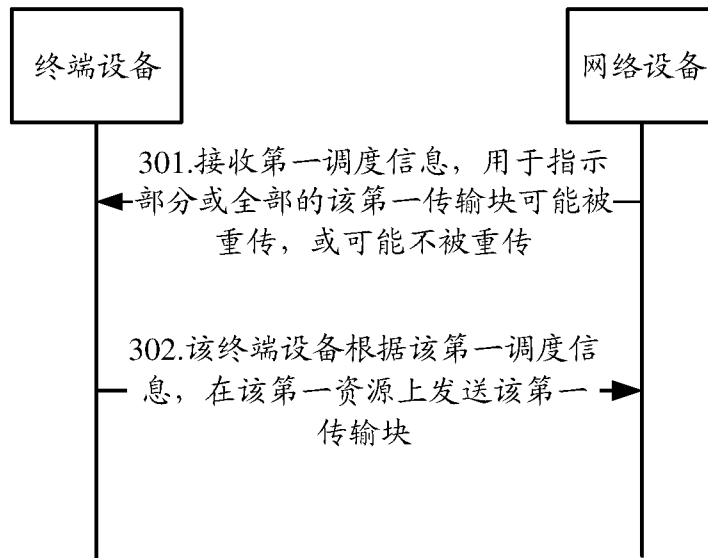 终端设备
网络设备
301.接收第一调度信息，用于指示
部分或全部的该第一传输块可能被
重传，或可能不被重传
302.该终端设备根据该第一调度信
息，在该第一资源上发送该第一
传输块